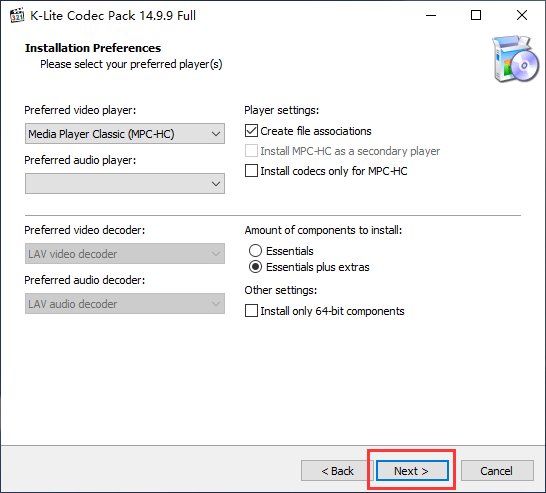 K-Lite Codec Pack 14.9.9 Full
Installation Preferences
Please select your preferred player(s)
Preferred video player:
Media Player Classic (MPC-HC)
Preferred audio player:
Player settings:
Create file associations
Install MPC-HC as a secondary player
Install codecs only for MPC-HC
Preferred video decoder:
LAV video decoder
Preferred audio decoder:
LAV audio decoder
Amount of components to install:
Essentials
Essentials plus extras
Other settings:
Install only 64-bit components
< Back
Next >
Cancel